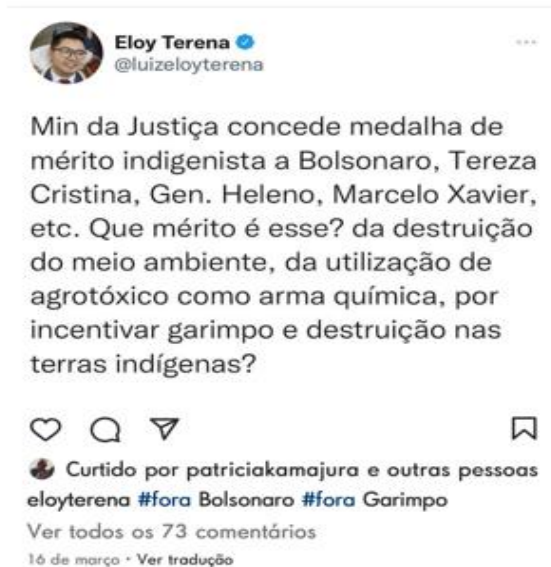 Eloy Terena
@luizeloyterena
Min da Justiça concede medalha de
mérito indigenista a Bolsonaro, Tereza
Cristina, Gen. Heleno, Marcelo Xavier,
etc. Que mérito é esse? da destruição
do meio ambiente, da utilização de
agrotóxico como arma química, por
incentivar garimpo e destruição nas
terras indígenas?
Curtido por patriciakamajura e outras pessoas
eloyterena #fora Bolsonaro #fora Garimpo
Ver todos os 73 comentários
16 de março · Ver tradução